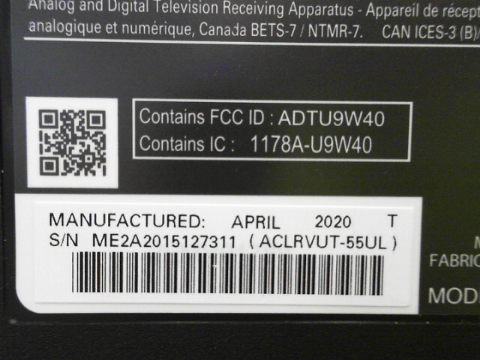 Analog and Digital Television Receiving Apparatus - Appareil de récept
analogique et numérique, Canada BETS-7 / NTMR-7. CAN ICES-3 (B)/
Contains FCC ID : ADTU9W40
Contains IC : 1178A-U9W40
MANUFACTURED: APRIL 2020 T
S/N ME2A2015127311 ( ACLRVUT-55UL )
M
FABRIC
MOD